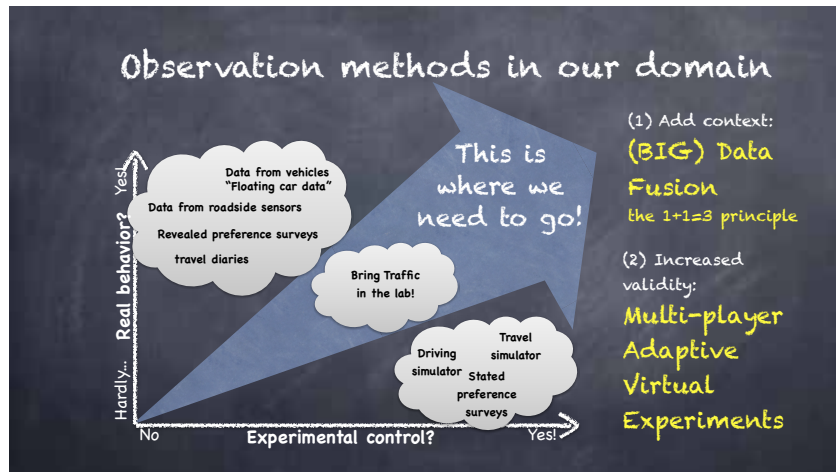 Observation methods in our domain
Yes!
Real behavior?
Hardly...
Data from vehicles
"Floating car data"
Data from roadside sensors
Revealed preference surveys
travel diaries
This is
where we
need to go!
Bring Traffic
in the lab!
Driving
simulator
Travel
simulator
Stated
preference
surveys
No
Experimental control?
Yes!
(1) Add context:
(BIG) Data
Fusion
the 1+1=3 principle
(2) Increased
validity:
Multi-player
Adaptive
Virtual
Experiments